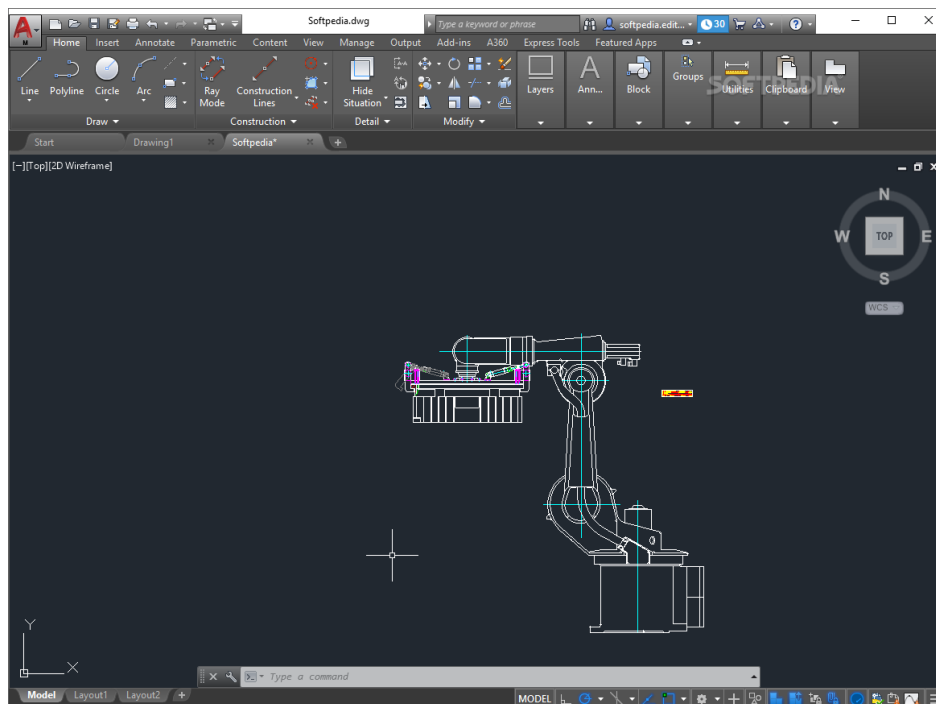 Softpedia.dwg
Type a keyword or phrase
softpedia.edit...
30
?
M
Home Insert Annotate Parametric Content View Manage Output Add-ins A360 Express Tools Featured Apps
Line Polyline Circle Arc Ray Mode Construction Lines Hide Situation Layers Ann... Block Groups Utilities Clipboard View
SOFTPEDIA
Draw Construction Detail Modify
Start Drawing1 Softpedia*
[−][Top][2D Wireframe]
N
W TOP E
S
WCS
Y
X
Type a command
Model Layout1 Layout2 +
MODEL